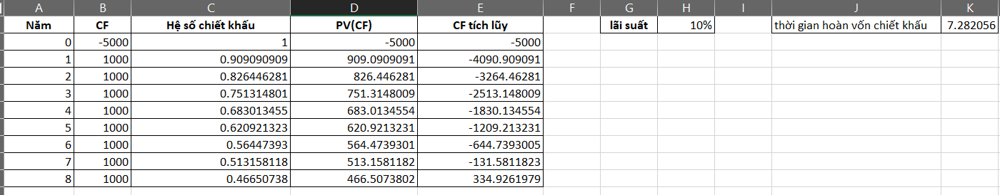 A B C D E F G H I J K
Năm CF Hệ số chiết khấu PV(CF) CF tích lũy lãi suất 10% thời gian hoàn vốn chiết khấu 7.282056
0 -5000 1 -5000 -5000
1 1000 0.909090909 909.0909091 -4090.909091
2 1000 0.826446281 826.446281 -3264.46281
3 1000 0.751314801 751.3148009 -2513.148009
4 1000 0.683013455 683.0134554 -1830.134554
5 1000 0.620921323 620.9213231 -1209.213231
6 1000 0.56447393 564.4739301 -644.7393005
7 1000 0.513158118 513.1581182 -131.5811823
8 1000 0.46650738 466.5073802 334.9261979